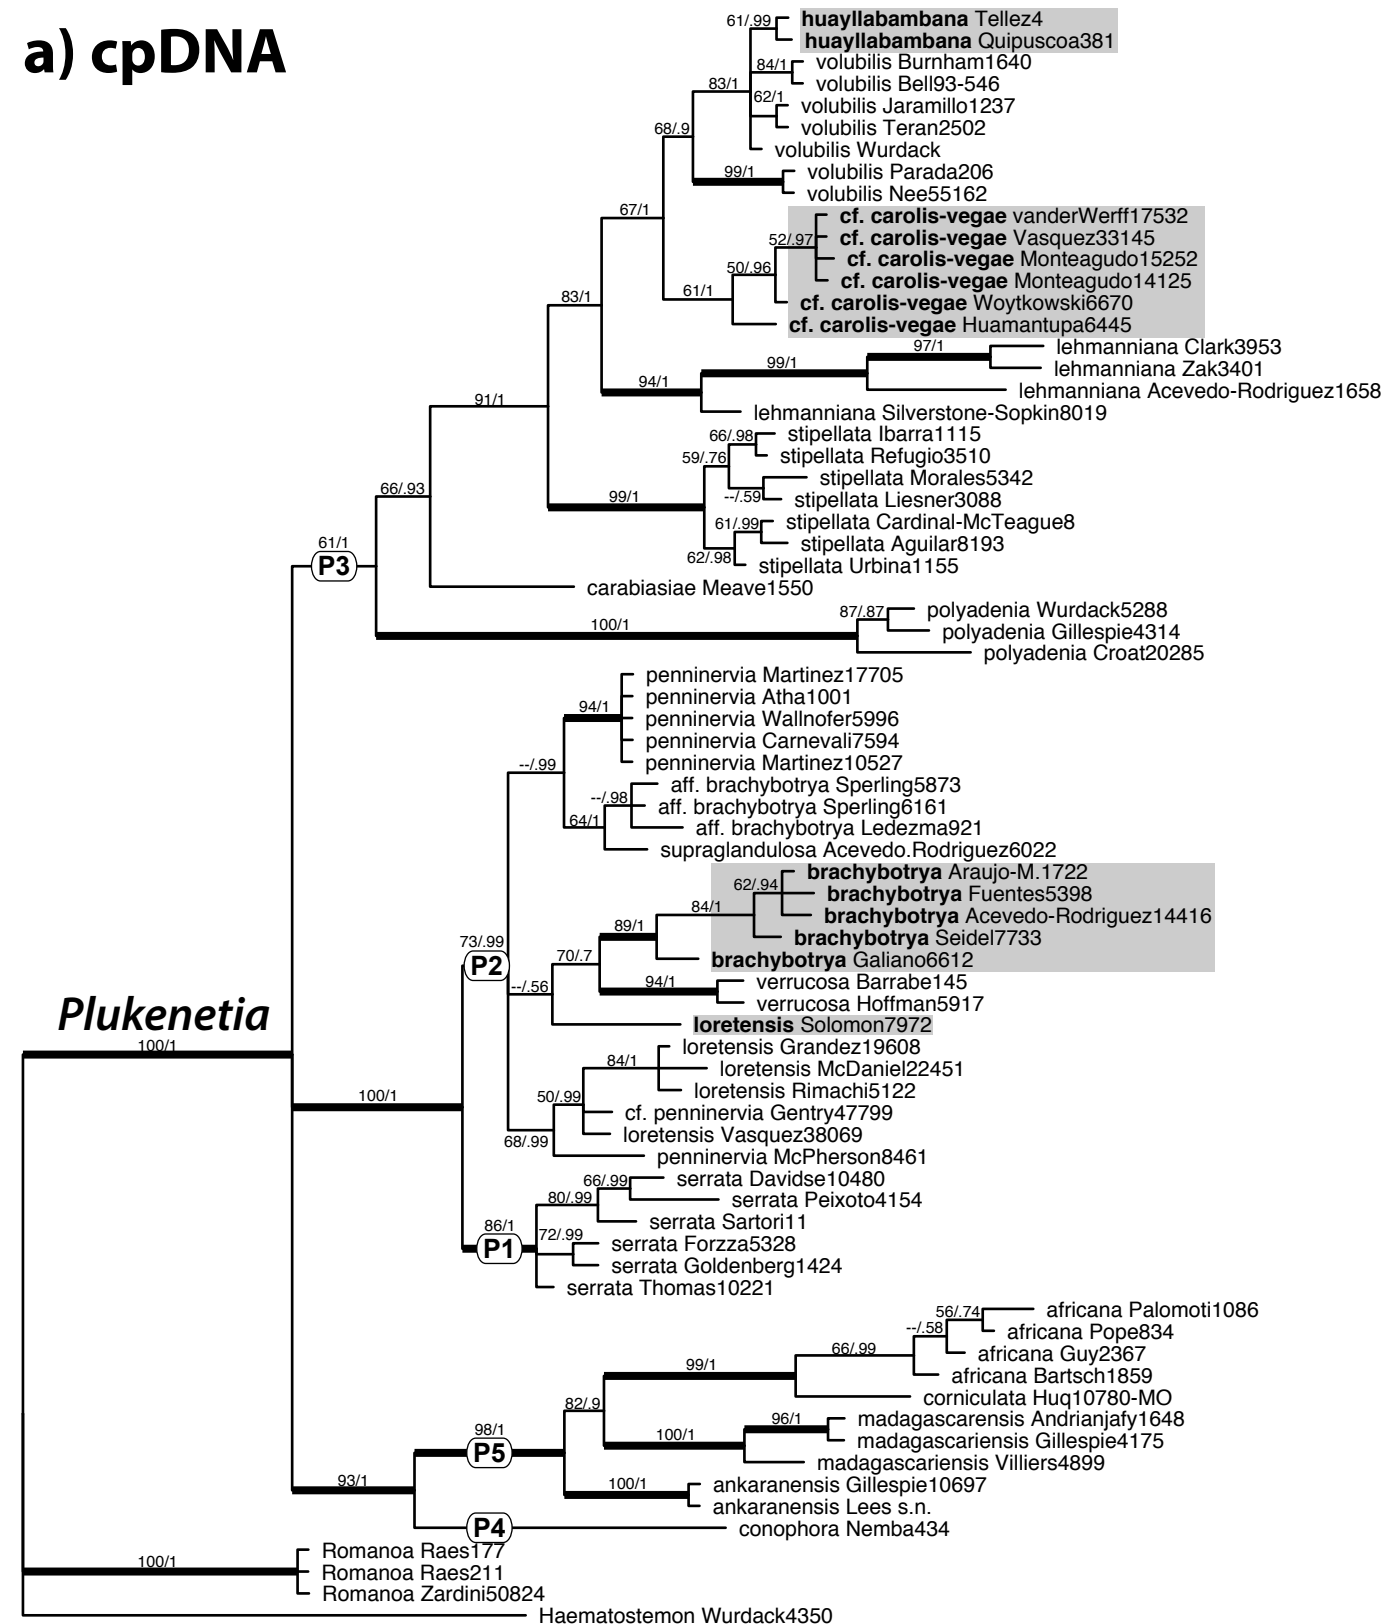 a) cpDNA
61/.99
huayllabambana Tellez4
huayllabambana Quipuscoa381
84/1
volubilis Burnham1640
volubilis Bell93-546
83/1
62/1
volubilis Jaramillo1237
volubilis Teran2502
68/.9
volubilis Wurdack
99/1
volubilis Parada206
volubilis Nee55162
67/1
cf. carolis-vegae vanderWerff17532
52/.97
cf. carolis-vegae Vasquez33145
cf. carolis-vegae Monteagudo15252
50/.96
cf. carolis-vegae Monteagudo14125
61/1
cf. carolis-vegae Woytkowski6670
83/1
cf. carolis-vegae Huamantupa6445
97/1
lehmanniana Clark3953
99/1
lehmanniana Zak3401
94/1
lehmanniana Acevedo-Rodriguez1658
91/1
lehmanniana Silverstone-Sopkin8019
66/.98
stipellata Ibarra1115
59/.76
stipellata Refugio3510
stipellata Morales5342
99/1
--/.59
stipellata Liesner3088
66/.93
61/.99
stipellata Cardinal-McTeague8
stipellata Aguilar8193
62/.98
stipellata Urbina1155
61/1
P3
carabiasiae Meave1550
87/.87
polyadenia Wurdack5288
100/1
polyadenia Gillespie4314
polyadenia Croat20285
penninervia Martinez17705
penninervia Atha1001
94/1
penninervia Wallnofer5996
penninervia Carnevali7594
--/.99
penninervia Martinez10527
aff. brachybotrya Sperling5873
--/.98
aff. brachybotrya Sperling6161
64/1
aff. brachybotrya Ledezma921
supraglandulosa Acevedo.Rodriguez6022
brachybotrya Araujo-M.1722
62/.94
brachybotrya Fuentes5398
84/1
brachybotrya Acevedo-Rodriguez14416
89/1
brachybotrya Seidel7733
73/.99
P2
70/.7
brachybotrya Galiano6612
94/1
verrucosa Barrabe145
--/.56
verrucosa Hoffman5917
Plukenetia
loretensis Solomon7972
100/1
loretensis Grandez19608
84/1
loretensis McDaniel22451
100/1
loretensis Rimachi5122
50/.99
cf. penninervia Gentry47799
68/.99
loretensis Vasquez38069
penninervia McPherson8461
66/.99
serrata Davidse10480
80/.99
serrata Peixoto4154
86/1
serrata Sartori11
P1
72/.99
serrata Forzza5328
serrata Goldenberg1424
serrata Thomas10221
56/.74
africana Palomoti1086
--/.58
africana Pope834
66/.99
africana Guy2367
99/1
africana Bartsch1859
82/.9
corniculata Huq10780-MO
96/1
madagascarensis Andrianjafy1648
98/1
P5
100/1
madagascariensis Gillespie4175
madagascariensis Villiers4899
93/1
100/1
ankaranensis Gillespie10697
ankaranensis Lees s.n.
P4
conophora Nemba434
100/1
Romanoa Raes177
Romanoa Raes211
Romanoa Zardini50824
Haematostemon Wurdack4350